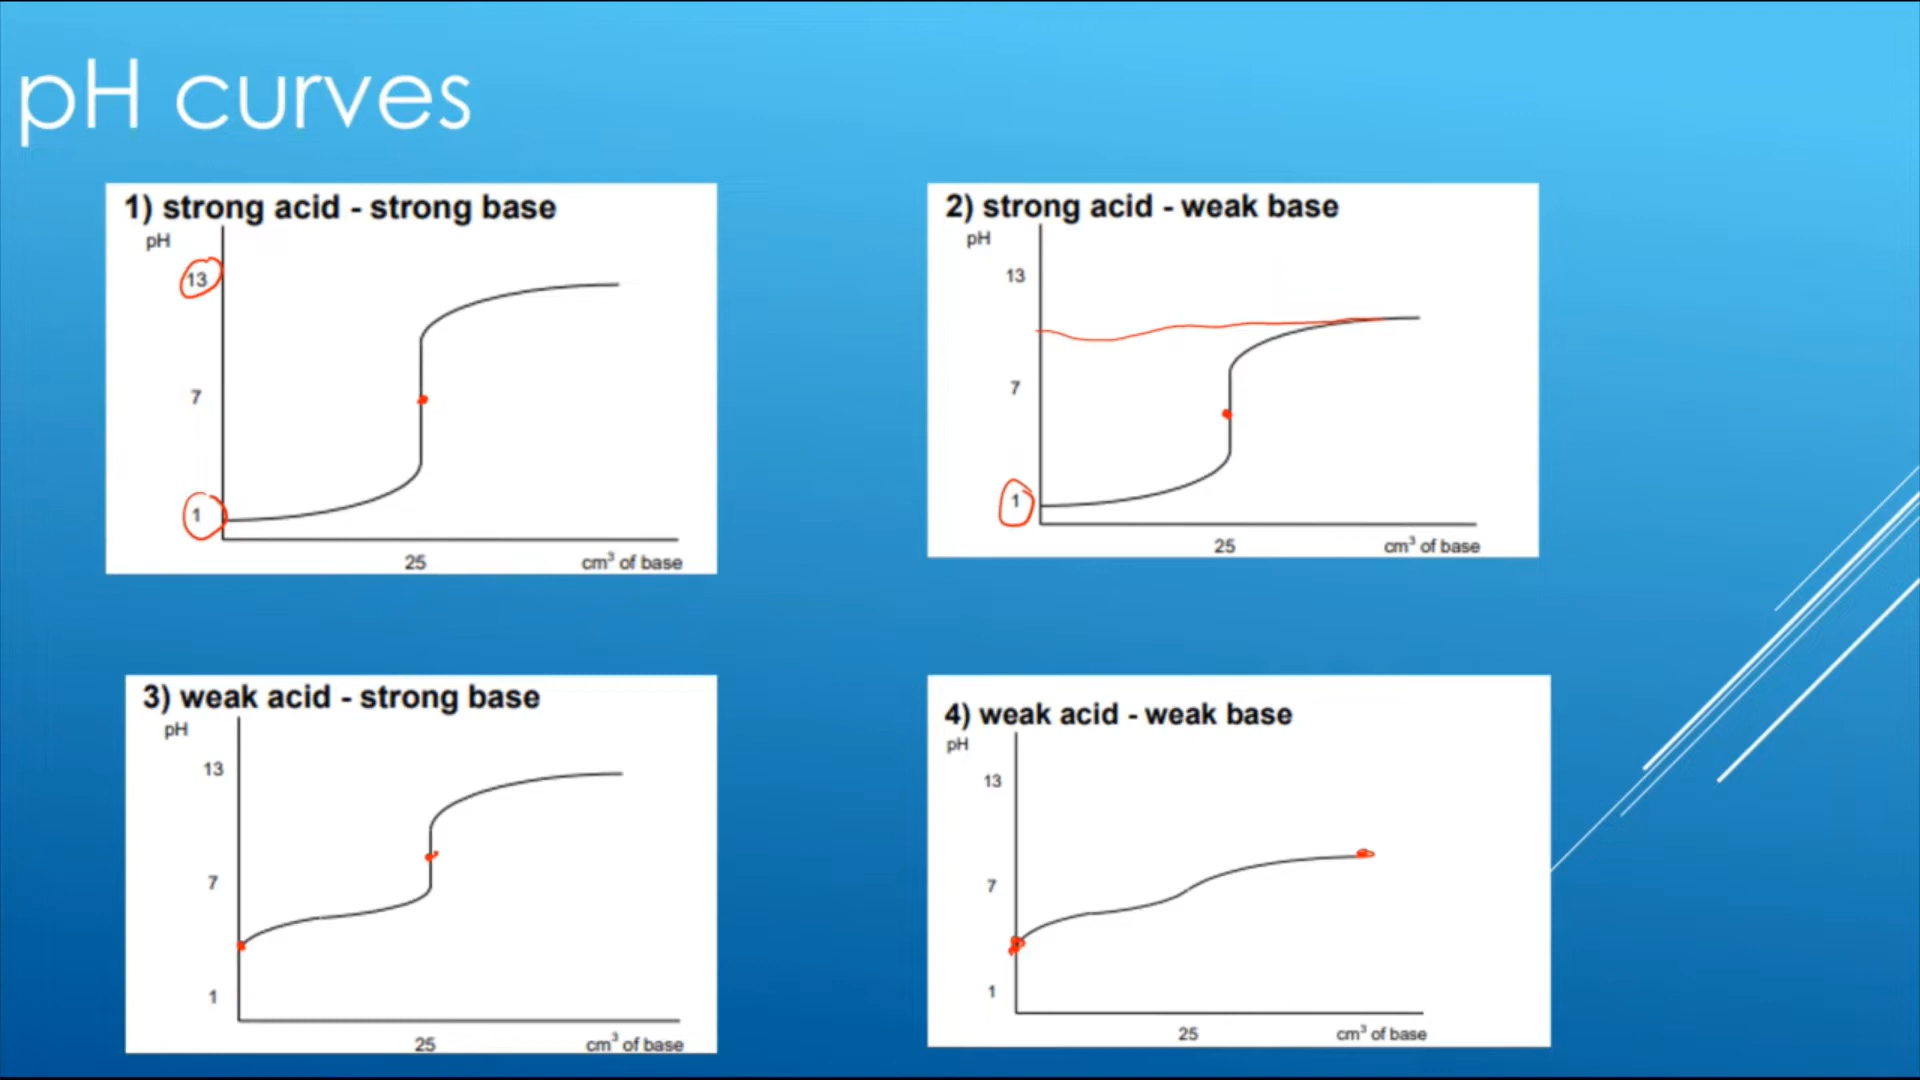 pH curves
1) strong acid - strong base
pH
13
7
1
25
cm³ of base
2) strong acid - weak base
pH
13
7
1
25
cm³ of base
3) weak acid - strong base
pH
13
7
1
25
cm³ of base
4) weak acid - weak base
pH
13
7
1
25
cm³ of base